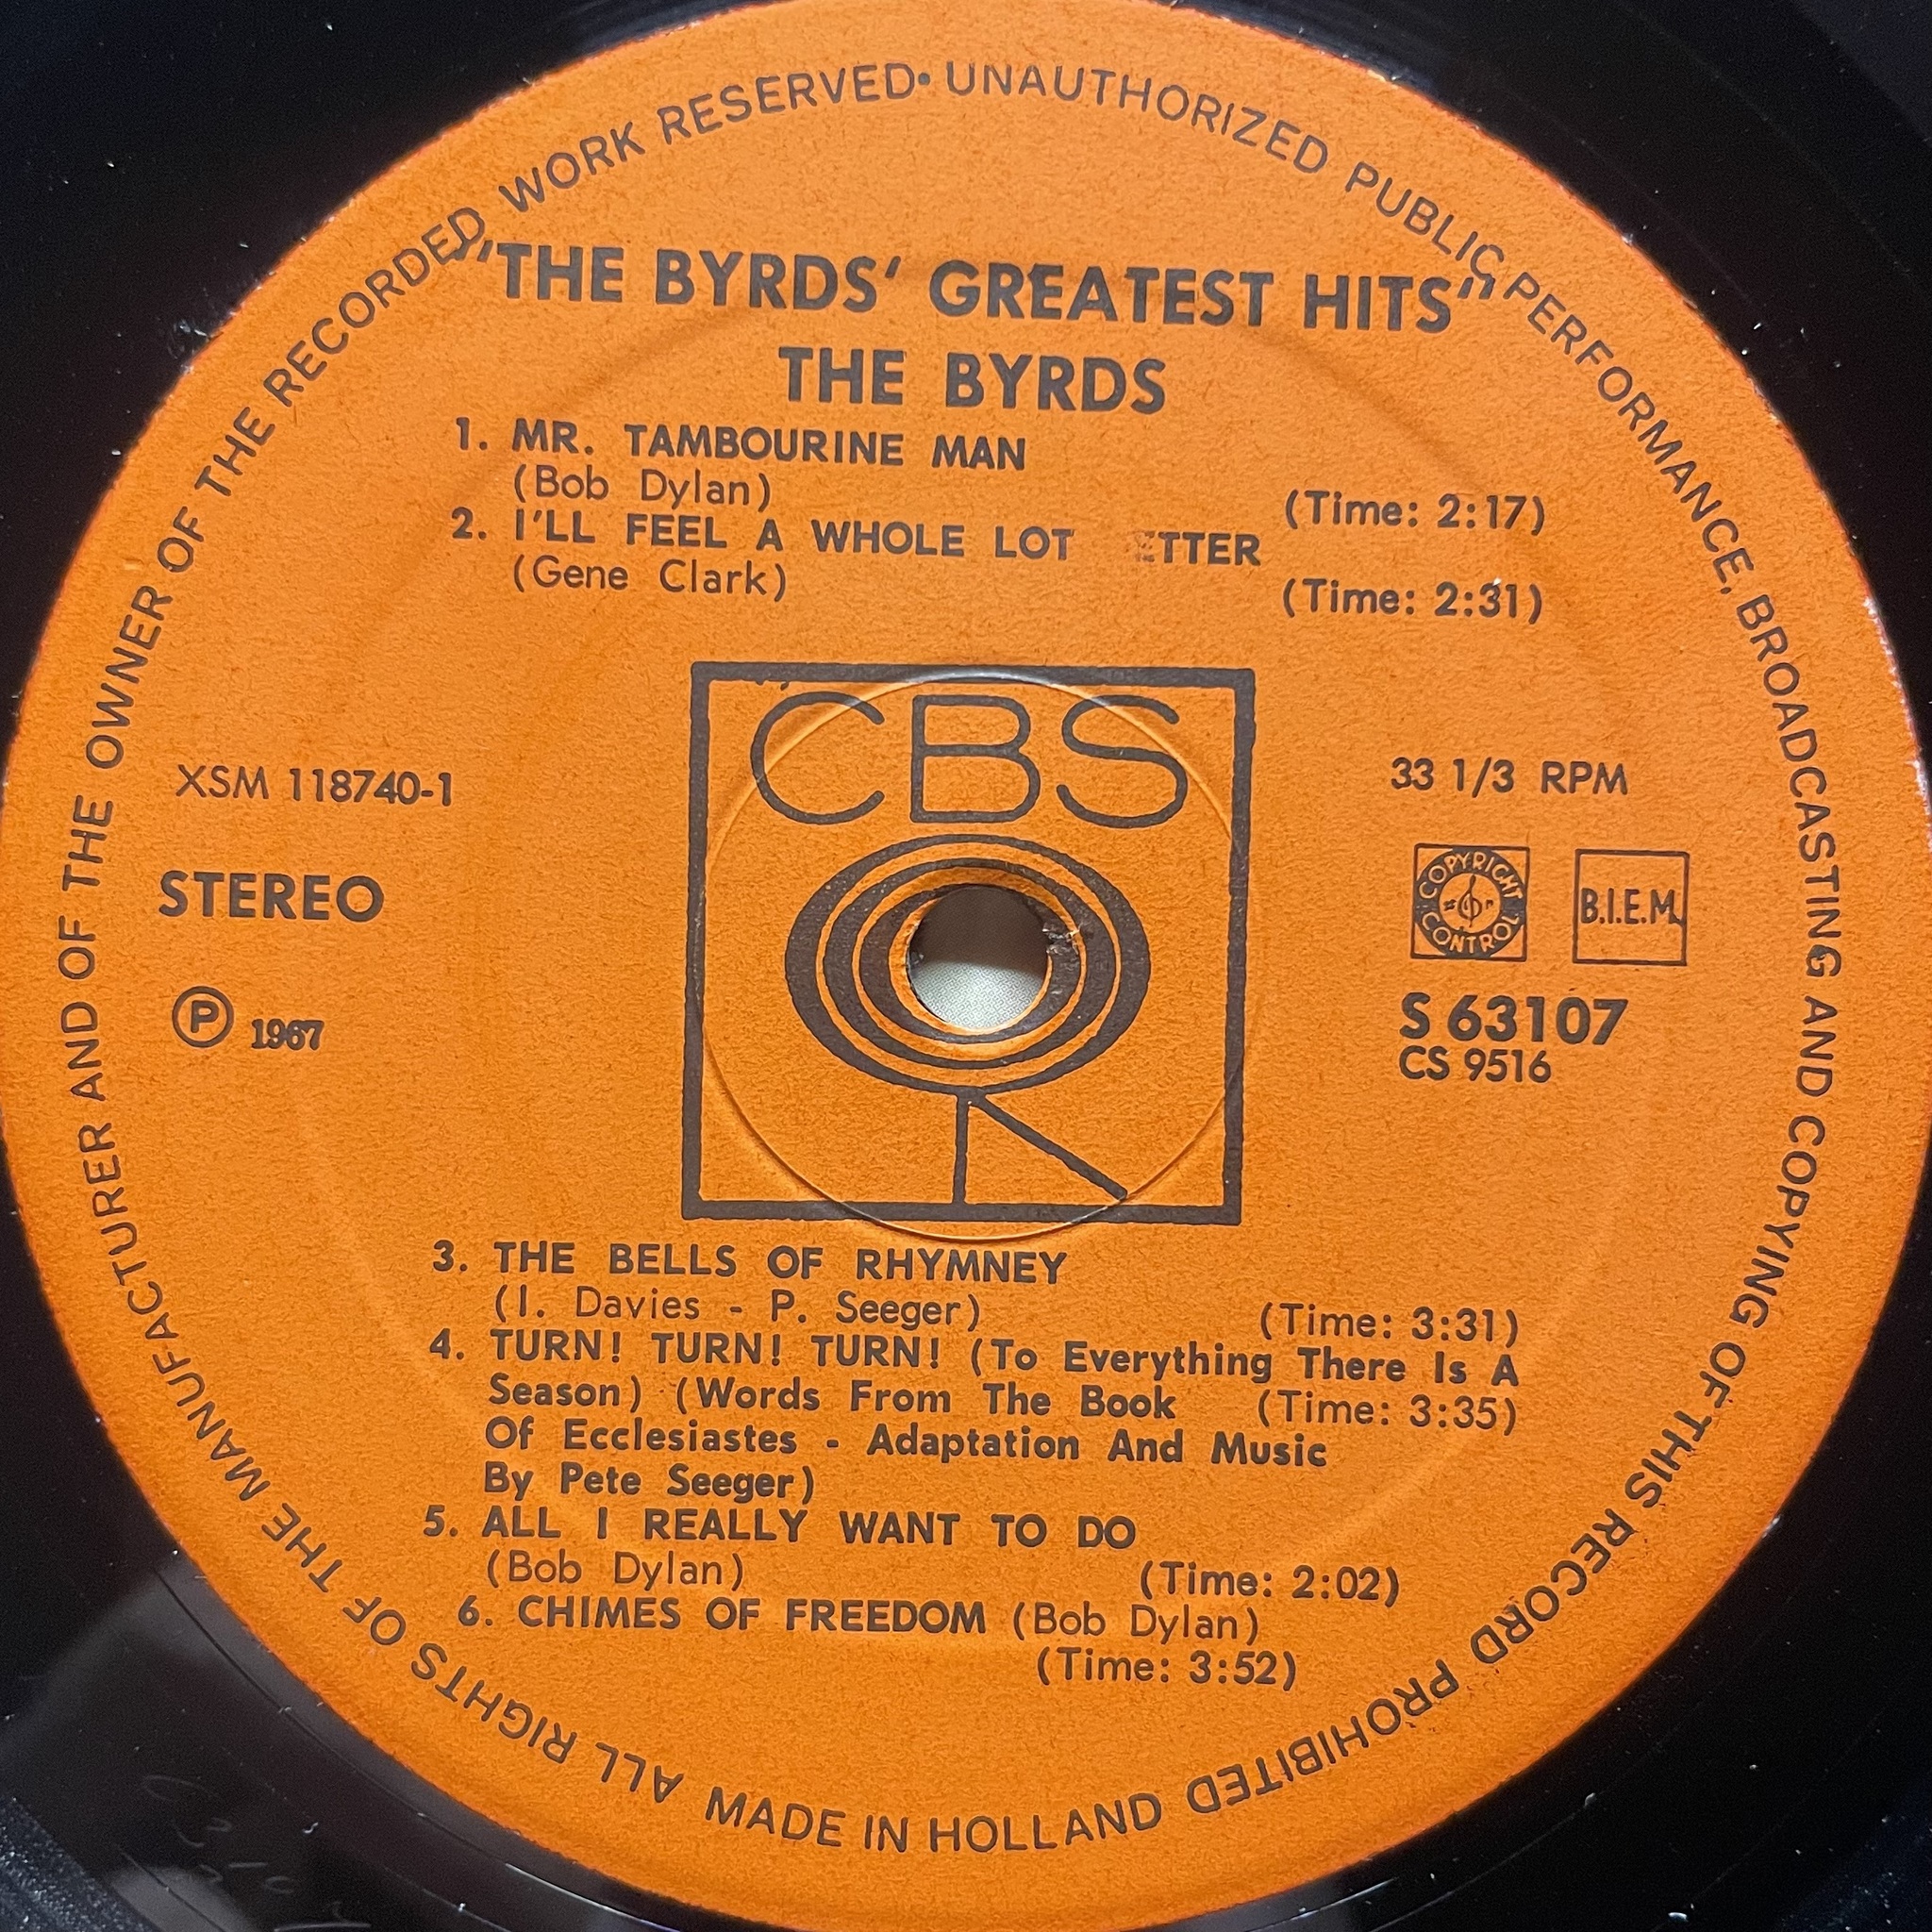 ALL RIGHTS OF THE MANUFACTURER AND OF THE OWNER OF THE RECORDED WORK RESERVED • UNAUTHORIZED PUBLIC PERFORMANCE, BROADCASTING AND COPYING OF THIS RECORD PROHIBITED
"THE BYRDS' GREATEST HITS"
THE BYRDS
1. MR. TAMBOURINE MAN
(Bob Dylan) (Time: 2:17)
2. I'LL FEEL A WHOLE LOT ETTER
(Gene Clark) (Time: 2:31)
CBS
XSM 118740-1
STEREO
Ⓟ 1967
33 1/3 RPM
COPYRIGHT CONTROL
B.I.E.M.
S 63107
CS 9516
3. THE BELLS OF RHYMNEY
(I. Davies - P. Seeger) (Time: 3:31)
4. TURN! TURN! TURN! (To Everything There Is A
Season) (Words From The Book (Time: 3:35)
Of Ecclesiastes - Adaptation And Music
By Pete Seeger)
5. ALL I REALLY WANT TO DO
(Bob Dylan) (Time: 2:02)
6. CHIMES OF FREEDOM (Bob Dylan)
(Time: 3:52)
MADE IN HOLLAND